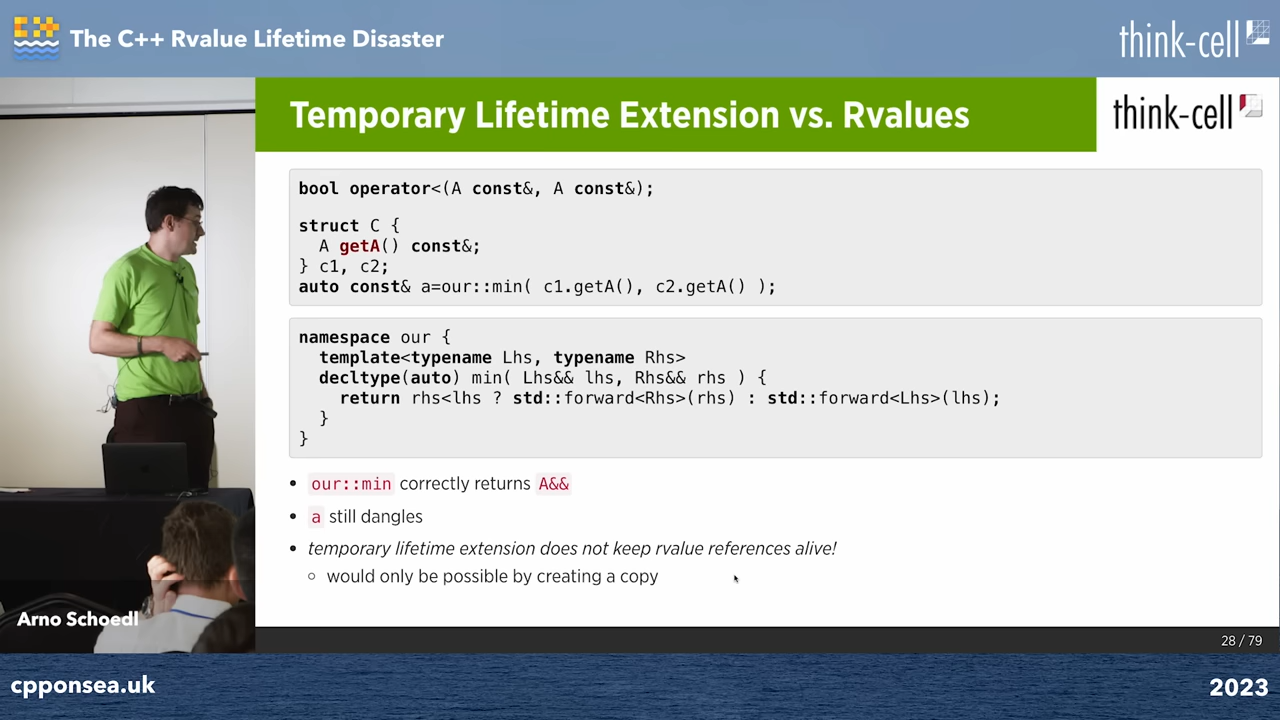 The C++ Rvalue Lifetime Disaster
think-cell
Temporary Lifetime Extension vs. Rvalues
think-cell
bool operator<(A const&, A const&);
struct C {
  A getA() const&;
} c1, c2;
auto const& a=our::min( c1.getA(), c2.getA() );
namespace our {
  template<typename Lhs, typename Rhs>
  decltype(auto) min( Lhs&& lhs, Rhs&& rhs ) {
    return rhs<lhs ? std::forward<Rhs>(rhs) : std::forward<Lhs>(lhs);
  }
}
• our::min correctly returns A&&
• a still dangles
• temporary lifetime extension does not keep rvalue references alive!
○ would only be possible by creating a copy
Arno Schoedl
28 / 79
cpponsea.uk
2023